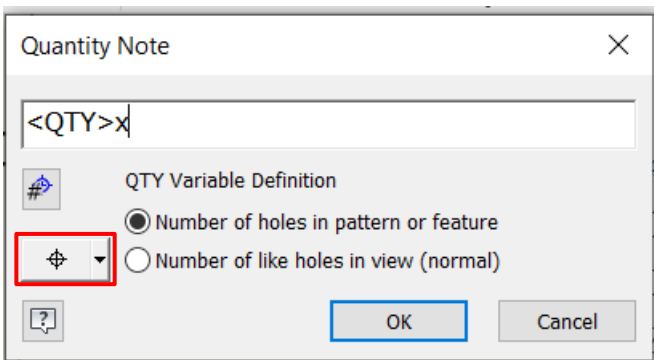 Quantity Note
<QTY>x
#
QTY Variable Definition
Number of holes in pattern or feature
Number of like holes in view (normal)
?
OK
Cancel